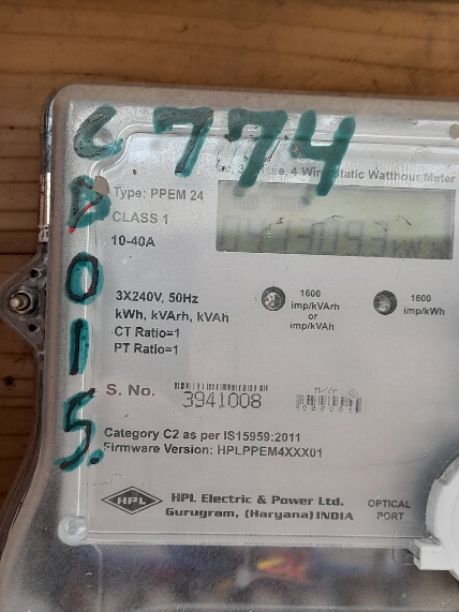 774
C
D
0
1
5.
4 Wire Static Watthour Meter
Type: PPEM 24
CLASS 1
10-40A
3X240V, 50Hz
kWh, kVArh, kVAh
CT Ratio=1
PT Ratio=1
1600
imp/kVArh
or
imp/kVAh
1600
imp/kWh
S. No.
3941008
Category C2 as per IS15959:2011
Firmware Version: HPLPPEM4XXX01
HPL
HPL Electric & Power Ltd.
Gurugram, (Haryana) INDIA
OPTICAL
PORT